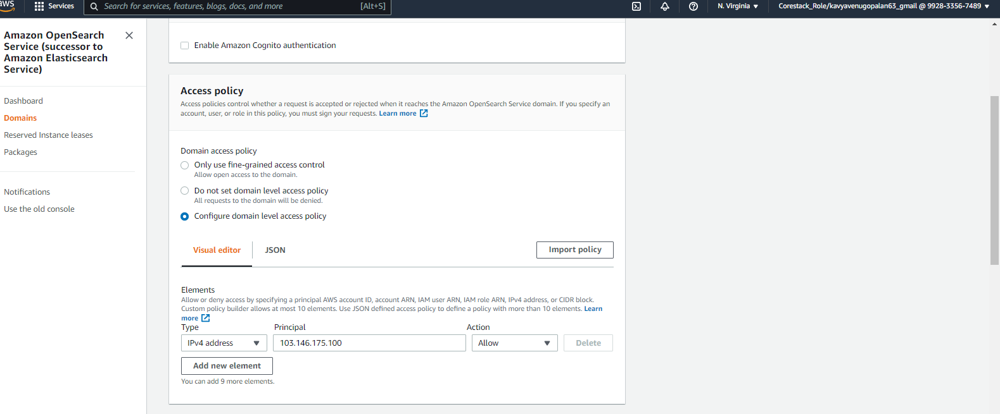 aws
Services
Search for services, features, blogs, docs, and more
[Alt+S]
N. Virginia
Corestack_Role/kavyavenugopalan63_gmail @ 9928-3356-7489
Amazon OpenSearch
Service (successor to
Amazon Elasticsearch
Service)
Dashboard
Domains
Reserved Instance leases
Packages
Notifications
Use the old console
Enable Amazon Cognito authentication
Access policy
Access policies control whether a request is accepted or rejected when it reaches the Amazon OpenSearch Service domain. If you specify an
account, user, or role in this policy, you must sign your requests. Learn more
Domain access policy
Only use fine-grained access control
Allow open access to the domain.
Do not set domain level access policy
All requests to the domain will be denied.
Configure domain level access policy
Visual editor
JSON
Import policy
Elements
Allow or deny access by specifying a principal AWS account ID, account ARN, IAM user ARN, IAM role ARN, IPv4 address, or CIDR block.
Custom policy builder allows at most 10 elements. Use JSON defined access policy to define a policy with more than 10 elements. Learn
more
Type
Principal
Action
IPv4 address
103.146.175.100
Allow
Delete
Add new element
You can add 9 more elements.